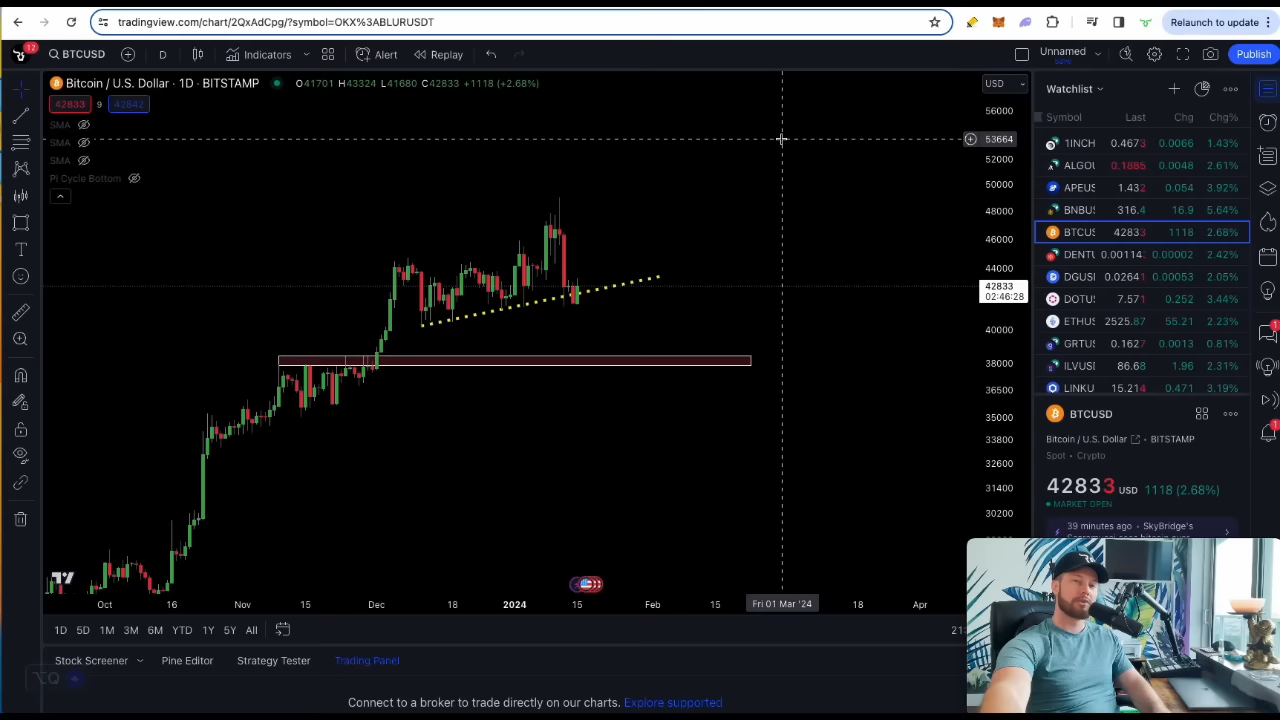 tradingview.com/chart/2QxAdCpg/?symbol=OKX%3ABLURUSDT
Relaunch to update
12
BTCUSD
D
Indicators
Alert
Replay
Unnamed
Save
Publish
Bitcoin / U.S. Dollar · 1D · BITSTAMP
O41701 H43324 L41680 C42833 +1118 (+2.68%)
42833 9 42842
SMA
SMA
SMA
PI Cycle Bottom
USD
56000
53664
52000
50000
48000
46000
44000
42833
02:46:28
40000
38000
36500
35000
33800
32600
31400
30200
Oct
16
Nov
15
Dec
18
2024
15
Feb
15
Fri 01 Mar '24
18
Apr
1D 5D 1M 3M 6M YTD 1Y 5Y All
Stock Screener
Pine Editor
Strategy Tester
Trading Panel
Connect to a broker to trade directly on our charts. Explore supported
Watchlist
Symbol Last Chg Chg%
1INCH 0.4673 0.0066 1.43%
ALGOU 0.1885 0.0048 2.61%
APEUS 1.432 0.054 3.92%
BNBUS 316.4 16.9 5.64%
BTCUS 42833 1118 2.68%
DENTU 0.001142 0.00002 2.42%
DGUSI 0.02641 0.00053 2.05%
DOTUS 7.571 0.252 3.44%
ETHUS 2525.87 55.21 2.23%
GRTUS 0.1627 0.0013 0.81%
ILVUS 86.68 1.96 2.31%
LINKU 15.214 0.471 3.19%
BTCUSD
Bitcoin / U.S. Dollar
BITSTAMP
Spot • Crypto
42833 USD 1118 (2.68%)
MARKET OPEN
39 minutes ago • SkyBridge's
1
1